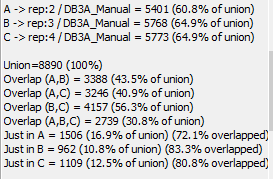 A -> rep:2 / DB3A_Manual = 5401 (60.8% of union)
B -> rep:3 / DB3A_Manual = 5768 (64.9% of union)
C -> rep:4 / DB3A_Manual = 5773 (64.9% of union)
Union=8890 (100%)
Overlap (A,B) = 3388 (43.5% of union)
Overlap (A,C) = 3246 (40.9% of union)
Overlap (B,C) = 4157 (56.3% of union)
Overlap (A,B,C) = 2739 (30.8% of union)
Just in A = 1506 (16.9% of union) (72.1% overlapped)
Just in B = 962 (10.8% of union) (83.3% overlapped)
Just in C = 1109 (12.5% of union) (80.8% overlapped)